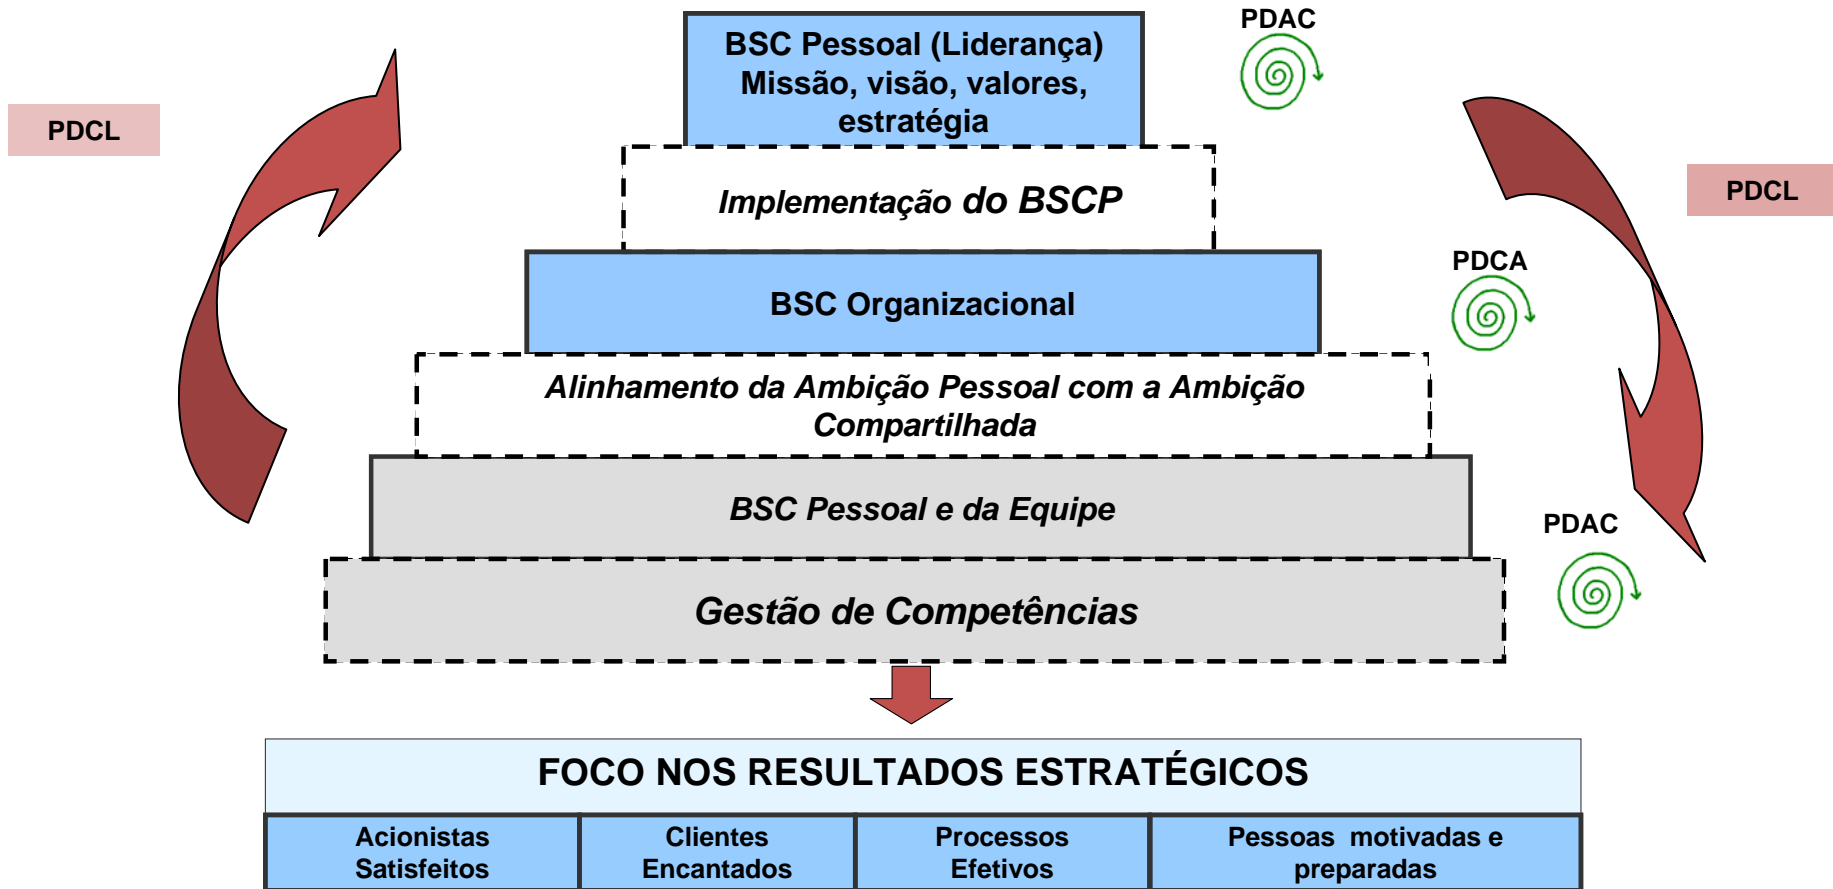 PDAC
BSC Pessoal (Liderança)
Missão, visão, valores,
estratégia
PDCL
Implementação do BSCP
PDCL
PDCA
BSC Organizacional
Alinhamento da Ambição Pessoal com a Ambição
Compartilhada
BSC Pessoal e da Equipe
PDAC
Gestão de Competências
FOCO NOS RESULTADOS ESTRATÉGICOS
Acionistas
Satisfeitos
Clientes
Encantados
Processos
Efetivos
Pessoas motivadas e
preparadas